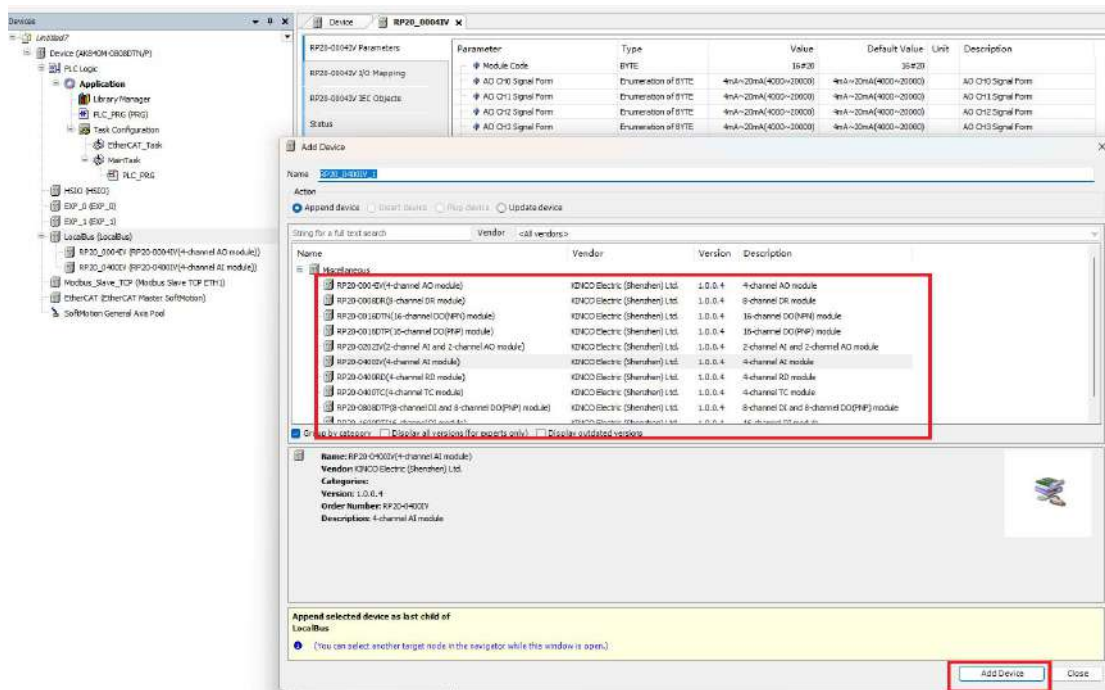 Devices
Untitled7
Device (AK840M-0808DTN/P)
PLC Logic
Application
Library Manager
PLC_PRG (PRG)
Task Configuration
EtherCAT_Task
MainTask
PLC_PRG
HSIO (HSIO)
EXP_0 (EXP_0)
EXP_1 (EXP_1)
LocalBus (LocalBus)
RP20_0004IV (RP20-0004IV(4-channel AO module))
RP20_0400IV (RP20-0400IV(4-channel AI module))
Modbus_Slave_TCP (Modbus Slave TCP ETH1)
EtherCAT (EtherCAT Master SoftMotion)
SoftMotion General Axis Pool
Device RP20_0004IV
RP20-0004IV Parameters
RP20-0004IV I/O Mapping
RP20-0004IV IEC Objects
Status
Parameter Type Value Default Value Unit Description
Module Code BYTE 16#20 16#20
AO CH0 Signal Form Enumeration of BYTE 4mA~20mA(4000~20000) 4mA~20mA(4000~20000) AO CH0 Signal Form
AO CH1 Signal Form Enumeration of BYTE 4mA~20mA(4000~20000) 4mA~20mA(4000~20000) AO CH1 Signal Form
AO CH2 Signal Form Enumeration of BYTE 4mA~20mA(4000~20000) 4mA~20mA(4000~20000) AO CH2 Signal Form
AO CH3 Signal Form Enumeration of BYTE 4mA~20mA(4000~20000) 4mA~20mA(4000~20000) AO CH3 Signal Form
Add Device
Name RP20_0400IV_1
Action
Append device Insert device Plug device Update device
String for a full text search Vendor <All vendors>
Name Vendor Version Description
Miscellaneous
RP20-0004IV(4-channel AO module) KINCO Electric (Shenzhen) Ltd. 1.0.0.4 4-channel AO module
RP20-0008DR(8-channel DR module) KINCO Electric (Shenzhen) Ltd. 1.0.0.4 8-channel DR module
RP20-0016DTN(16-channel DO(NPN) module) KINCO Electric (Shenzhen) Ltd. 1.0.0.4 16-channel DO(NPN) module
RP20-0016DTP(16-channel DO(PNP) module) KINCO Electric (Shenzhen) Ltd. 1.0.0.4 16-channel DO(PNP) module
RP20-0202IV(2-channel AI and 2-channel AO module) KINCO Electric (Shenzhen) Ltd. 1.0.0.4 2-channel AI and 2-channel AO module
RP20-0400IV(4-channel AI module) KINCO Electric (Shenzhen) Ltd. 1.0.0.4 4-channel AI module
RP20-0400RD(4-channel RD module) KINCO Electric (Shenzhen) Ltd. 1.0.0.4 4-channel RD module
RP20-0400TC(4-channel TC module) KINCO Electric (Shenzhen) Ltd. 1.0.0.4 4-channel TC module
RP20-0808DTP(8-channel DI and 8-channel DO(PNP) module) KINCO Electric (Shenzhen) Ltd. 1.0.0.4 8-channel DI and 8-channel DO(PNP) module
Group by category Display all versions (for experts only) Display outdated versions
Name: RP20-0400IV(4-channel AI module)
Vendor: KINCO Electric (Shenzhen) Ltd.
Categories:
Version: 1.0.0.4
Order Number: RP20-0400IV
Description: 4-channel AI module
Append selected device as last child of
LocalBus
(You can select another target node in the navigator while this window is open.)
Add Device Close